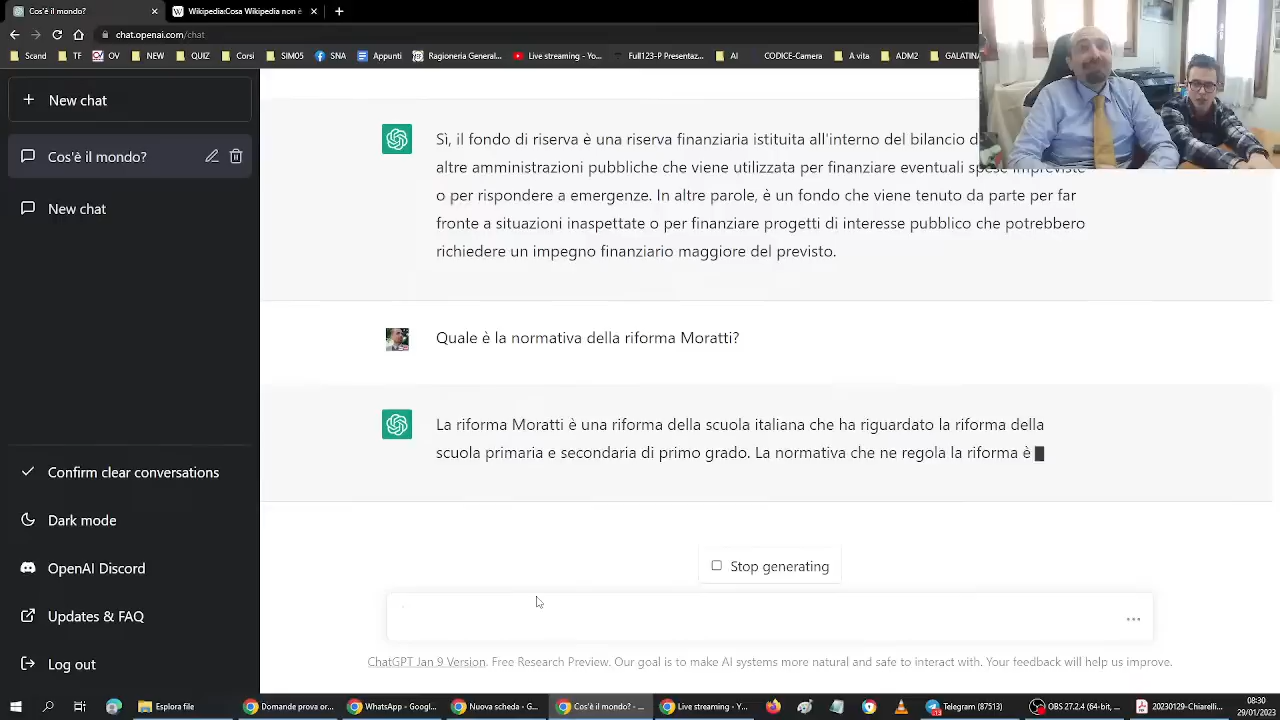 Cos'è il mondo?
Wikipedia:Cosa Wikipedia non è
chat.openai.com/chat
Scand
TF
OV
NEW
QUIZ
Corsi
SIM05
SNA
Appunti
Ragioneria General...
Live streaming - Yo...
Full123-P Presentaz...
AI
CODICE-Camera
A vita
ADM2
GALATINA
New chat
Cos'è il mondo?
New chat
Confirm clear conversations
Dark mode
OpenAI Discord
Updates & FAQ
Log out
Sì, il fondo di riserva è una riserva finanziaria istituita all'interno del bilancio d
altre amministrazioni pubbliche che viene utilizzata per finanziare eventuali spese impreviste
o per rispondere a emergenze. In altre parole, è un fondo che viene tenuto da parte per far
fronte a situazioni inaspettate o per finanziare progetti di interesse pubblico che potrebbero
richiedere un impegno finanziario maggiore del previsto.
Quale è la normativa della riforma Moratti?
La riforma Moratti è una riforma della scuola italiana che ha riguardato la riforma della
scuola primaria e secondaria di primo grado. La normativa che ne regola la riforma è
Stop generating
ChatGPT Jan 9 Version. Free Research Preview. Our goal is to make AI systems more natural and safe to interact with. Your feedback will help us improve.
Esplora file
Domande prova or...
WhatsApp - Googl...
Nuova scheda - G...
Cos'è il mondo? - ...
Live streaming - Y...
Telegram (87513)
OBS 27.2.4 (64-bit, ...
20230129-Chiarelli...
08:30
29/01/2023